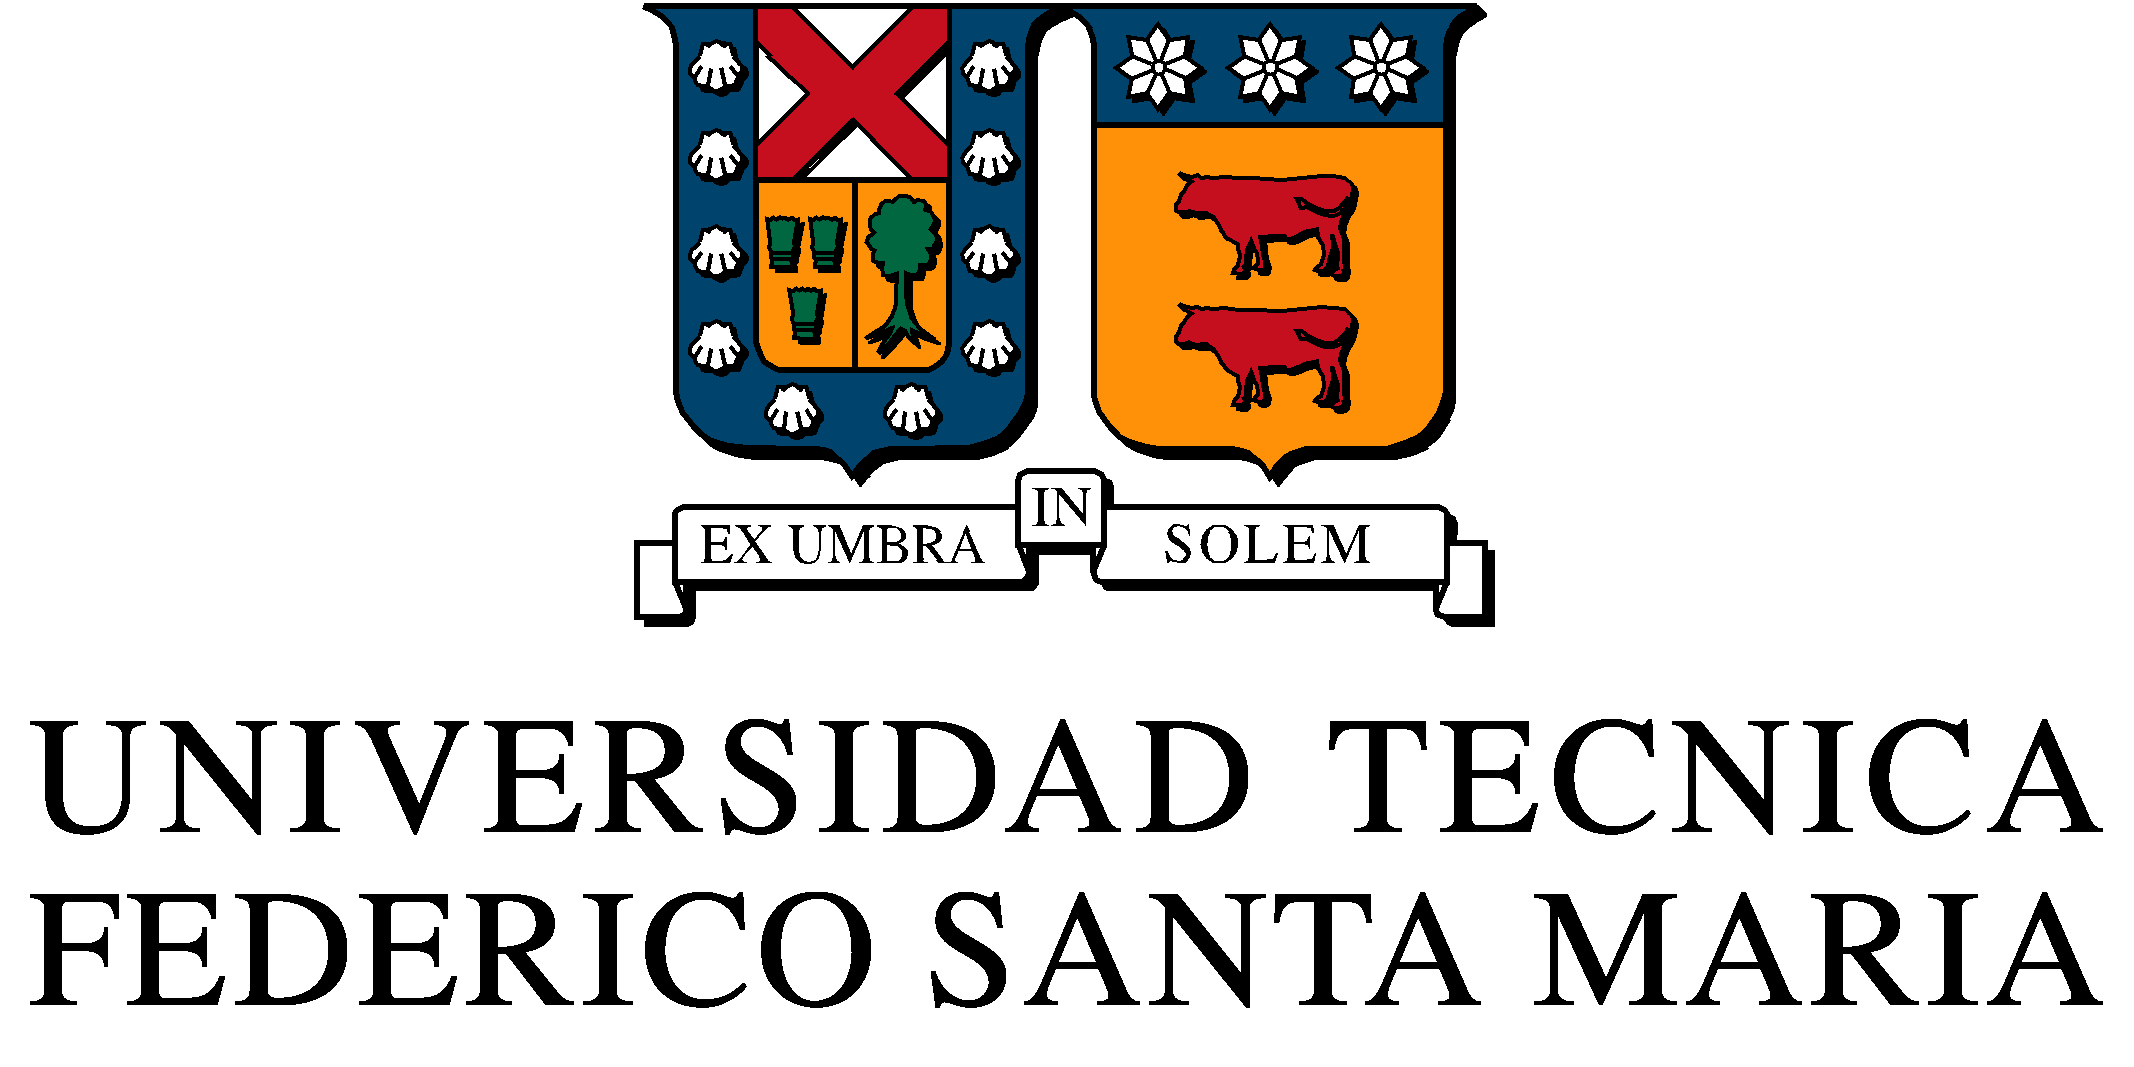 EX UMBRA IN SOLEM
UNIVERSIDAD TECNICA
FEDERICO SANTA MARIA